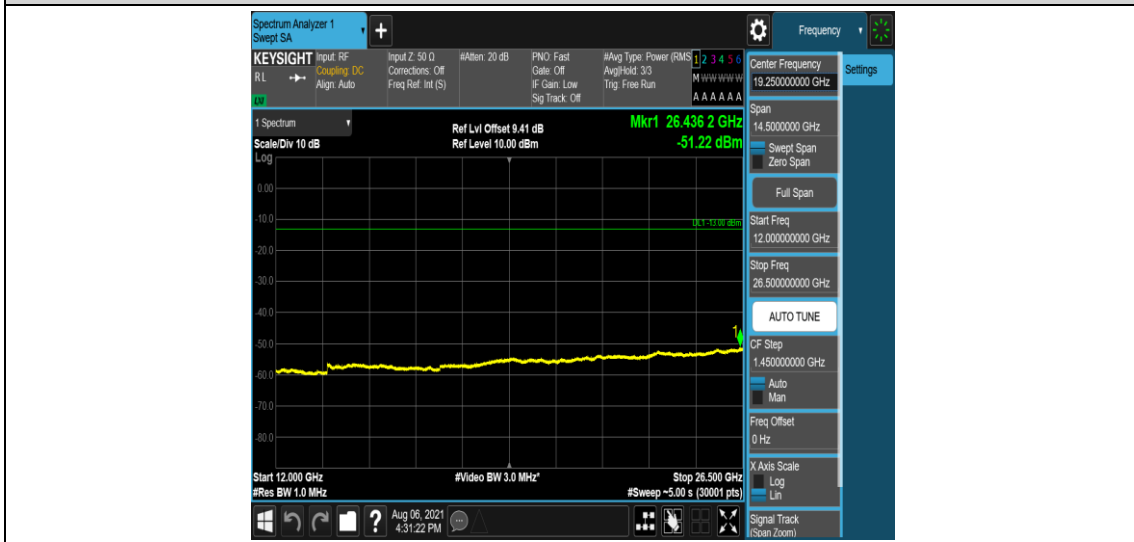 Spectrum Analyzer 1
Swept SA
+
Frequency
KEYSIGHT
RL
LXI
Input: RF
Coupling: DC
Align: Auto
Input Z: 50 Ω
Corrections: Off
Freq Ref: Int (S)
#Atten: 20 dB
PNO: Fast
Gate: Off
IF Gain: Low
Sig Track: Off
#Avg Type: Power (RMS
Avg|Hold: 3/3
Trig: Free Run
1 2 3 4 5 6
M W W W W W
A A A A A A
1 Spectrum
Scale/Div 10 dB
Log
Ref Lvl Offset 9.41 dB
Ref Level 10.00 dBm
Mkr1 26.436 2 GHz
-51.22 dBm
0.00
-10.0
DL1 -13.00 dBm
-20.0
-30.0
-40.0
1
-50.0
-60.0
-70.0
-80.0
Start 12.000 GHz
#Res BW 1.0 MHz
#Video BW 3.0 MHz*
Stop 26.500 GHz
#Sweep ~5.00 s (30001 pts)
?
Aug 06, 2021
4:31:22 PM
Center Frequency
19.250000000 GHz
Settings
Span
14.5000000 GHz
Swept Span
Zero Span
Full Span
Start Freq
12.000000000 GHz
Stop Freq
26.500000000 GHz
AUTO TUNE
CF Step
1.450000000 GHz
Auto
Man
Freq Offset
0 Hz
X Axis Scale
Log
Lin
Signal Track
(Span Zoom)